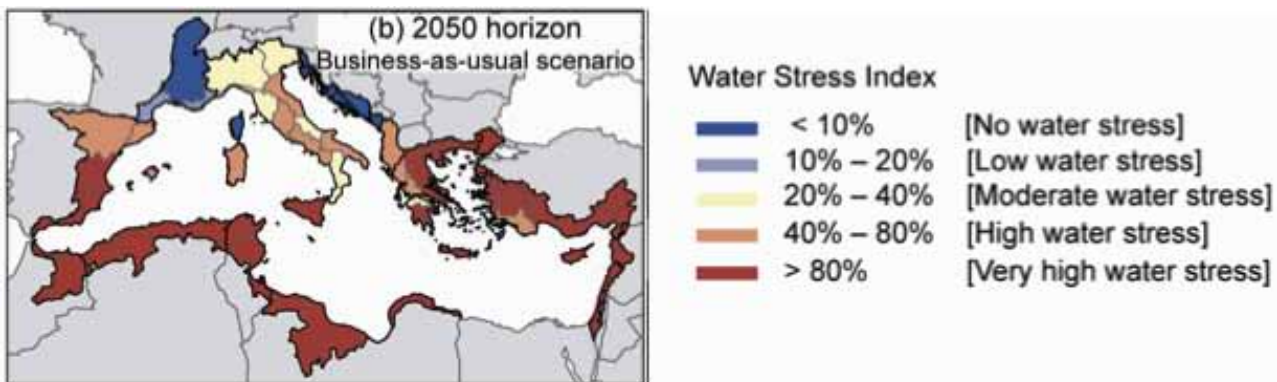 (b) 2050 horizon
Business-as-usual scenario
Water Stress Index
< 10% [No water stress]
10% – 20% [Low water stress]
20% – 40% [Moderate water stress]
40% – 80% [High water stress]
> 80% [Very high water stress]